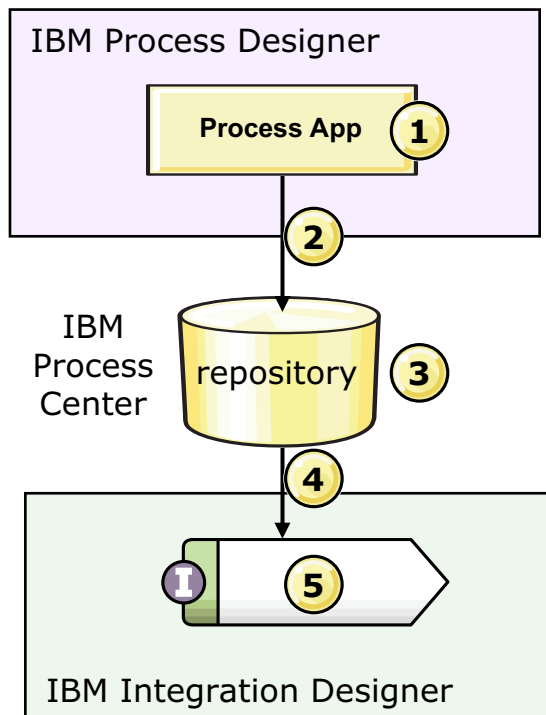 IBM Process Designer
Process App
1
2
IBM
Process
Center
repository
3
4
I
5
IBM Integration Designer